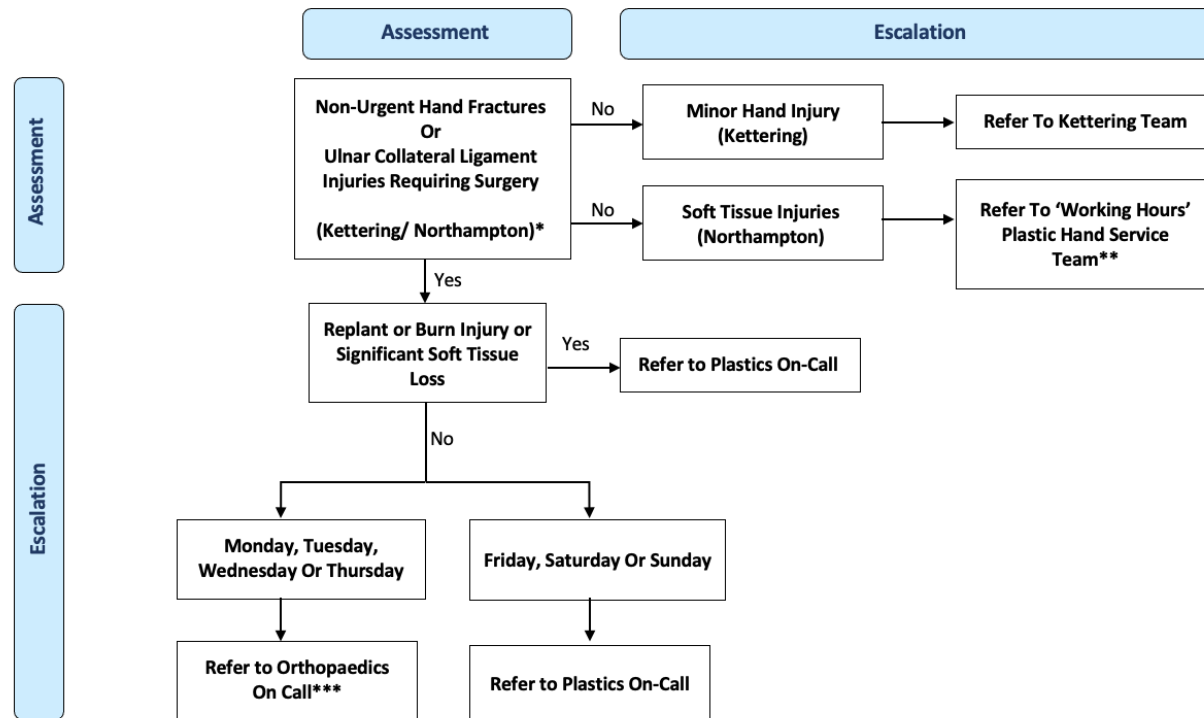 Assessment
Escalation
Assessment
Non-Urgent Hand Fractures
Or
Ulnar Collateral Ligament
Injuries Requiring Surgery
(Kettering/ Northampton)*
No
Minor Hand Injury
(Kettering)
Refer To Kettering Team
No
Soft Tissue Injuries
(Northampton)
Refer To ‘Working Hours’
Plastic Hand Service
Team**
Yes
Escalation
Replant or Burn Injury or
Significant Soft Tissue
Loss
Yes
Refer to Plastics On-Call
No
Monday, Tuesday,
Wednesday Or Thursday
Friday, Saturday Or Sunday
Refer to Orthopaedics
On Call***
Refer to Plastics On-Call